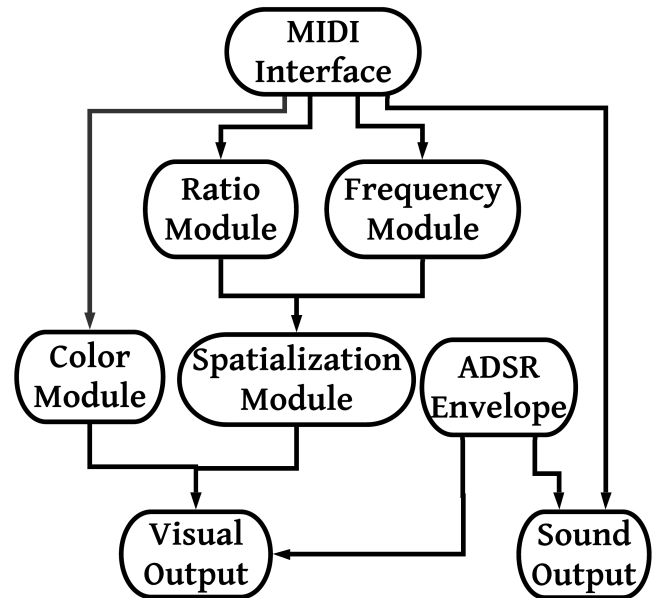 MIDI
Interface
Ratio
Module
Frequency
Module
Color
Module
Spatialization
Module
ADSR
Envelope
Visual
Output
Sound
Output